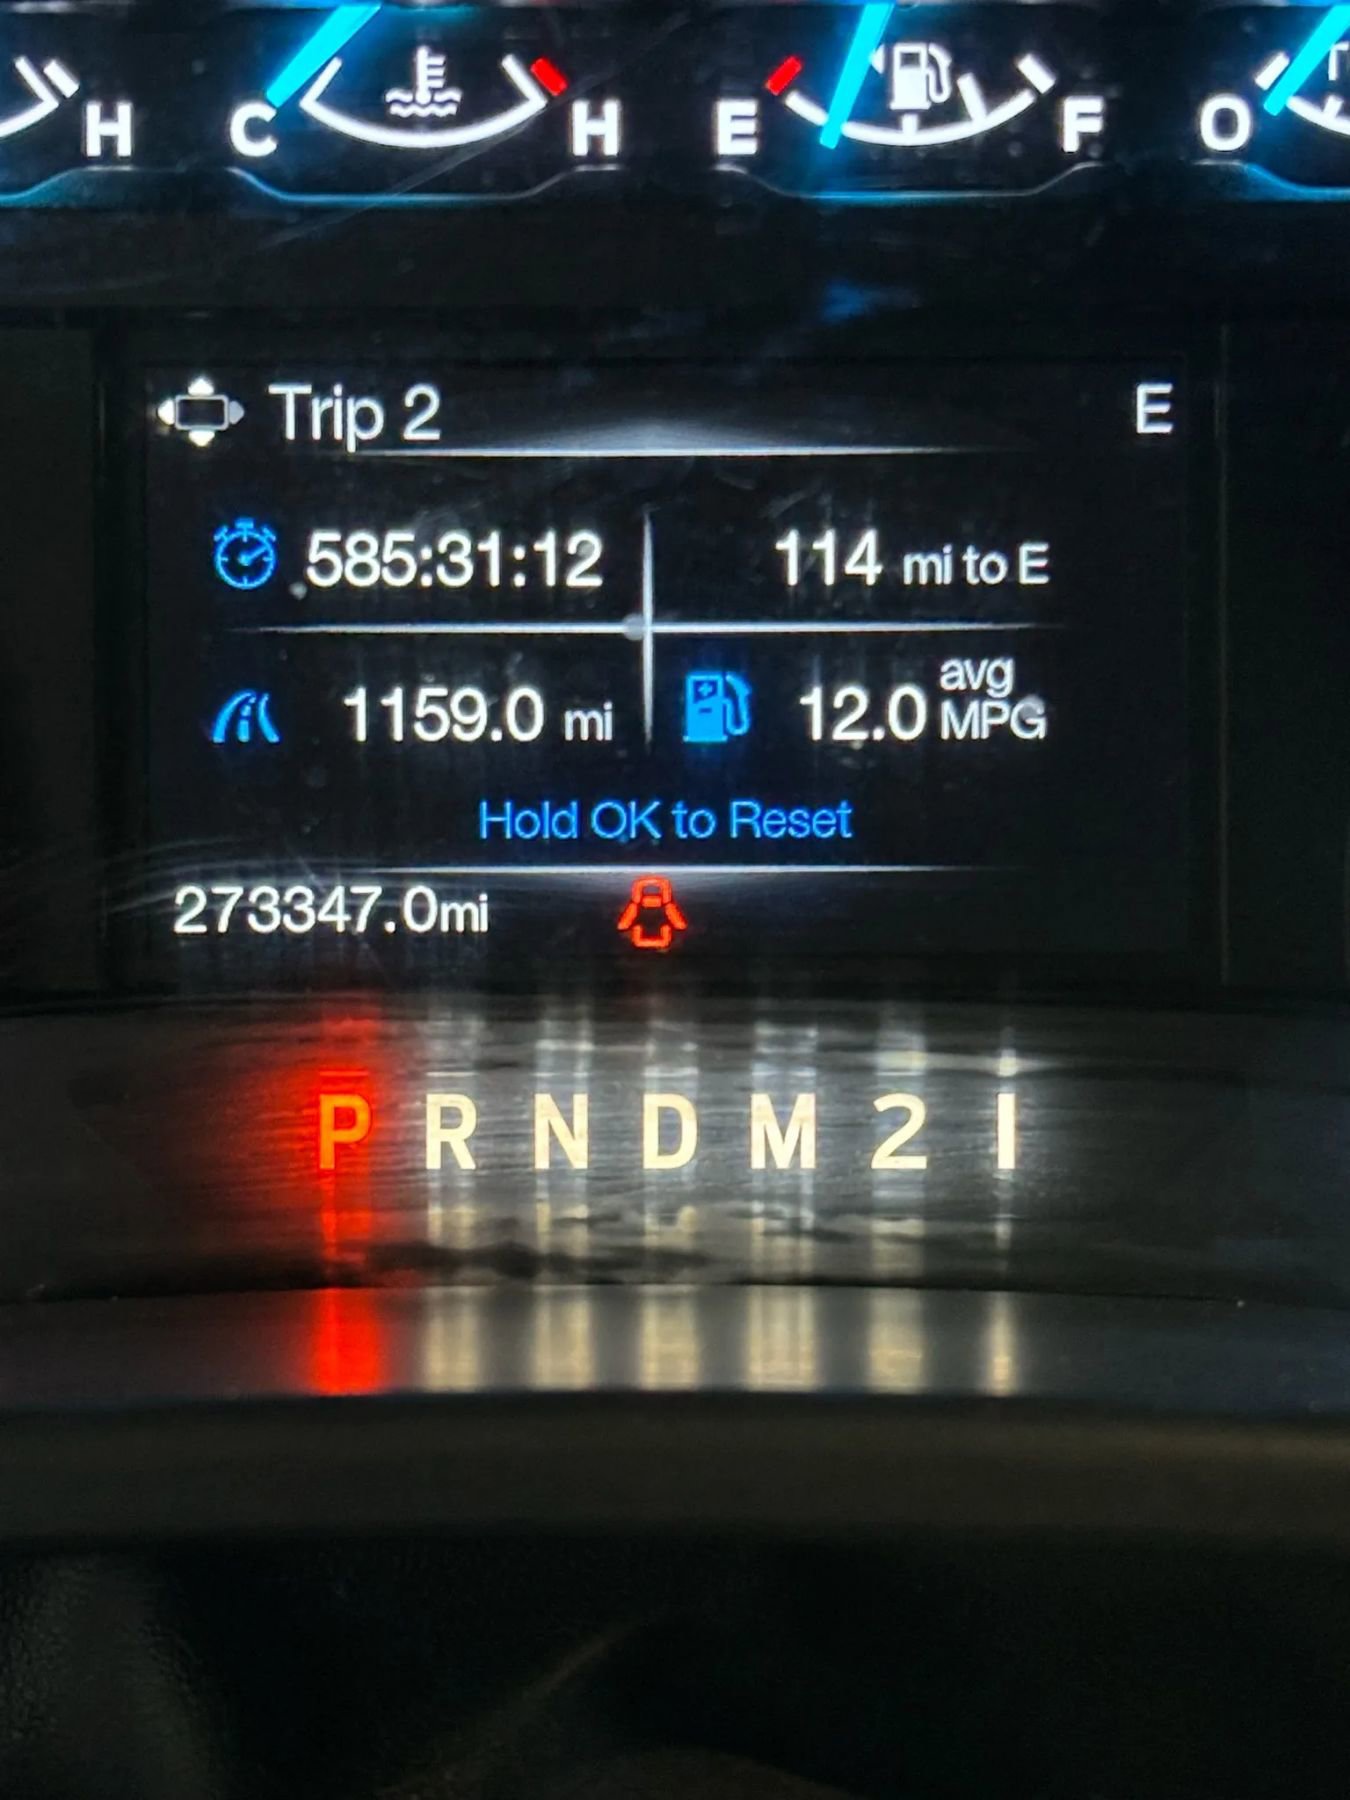 H C H E F O
Trip 2 E
585:31:12 114 mi to E
1159.0 mi 12.0 avg MPG
Hold OK to Reset
273347.0mi
P R N D M 2 1